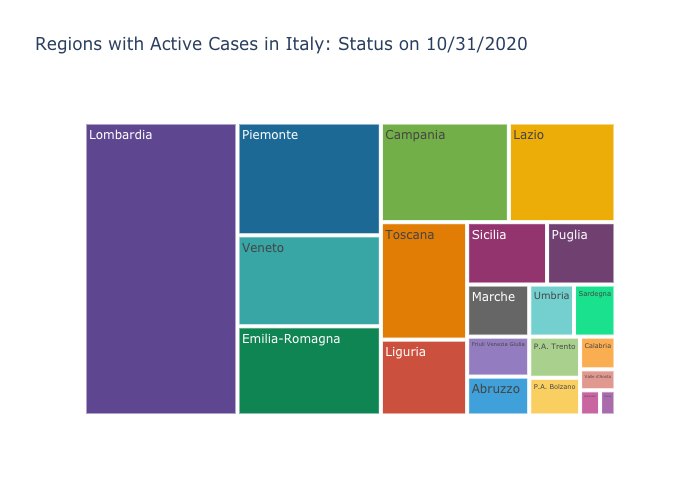 Regions with Active Cases in Italy: Status on 10/31/2020
Lombardia
Piemonte
Campania
Lazio
Veneto
Toscana
Sicilia
Puglia
Marche
Umbria
Sardegna
Emilia-Romagna
Liguria
Friuli Venezia Giulia
P.A. Trento
Calabria
Valle d'Aosta
Abruzzo
P.A. Bolzano